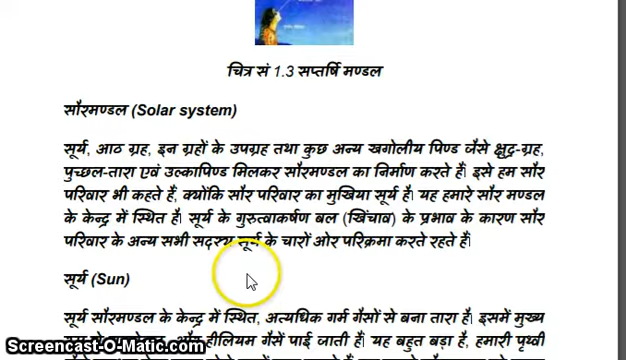 चित्र सं 1.3 सप्तर्षि मण्डल
सौरमण्डल (Solar system)
सूर्य, आठ ग्रह, इन ग्रहों के उपग्रह तथा कुछ अन्य खगोलीय पिण्ड जैसे क्षुद्र-ग्रह,
पुच्छल-तारा एवं उल्कापिण्ड मिलकर सौरमण्डल का निर्माण करते हैं। इसे हम सौर
परिवार भी कहते हैं, क्योंकि सौर परिवार का मुखिया सूर्य है। यह हमारे सौर मण्डल
के केन्द्र में स्थित है। सूर्य के गुरुत्वाकर्षण बल (खिंचाव) के प्रभाव के कारण सौर
परिवार के अन्य सभी सदस्य सूर्य के चारों ओर परिक्रमा करते रहते हैं।
सूर्य (Sun)
सूर्य सौरमण्डल के केन्द्र में स्थित, अत्यधिक गर्म गैसों से बना तारा है। इसमें मुख्य
हीलियम गैसें पाई जाती हैं। यह बहुत बड़ा है, हमारी पृथ्वी
Screencast-O-Matic.com